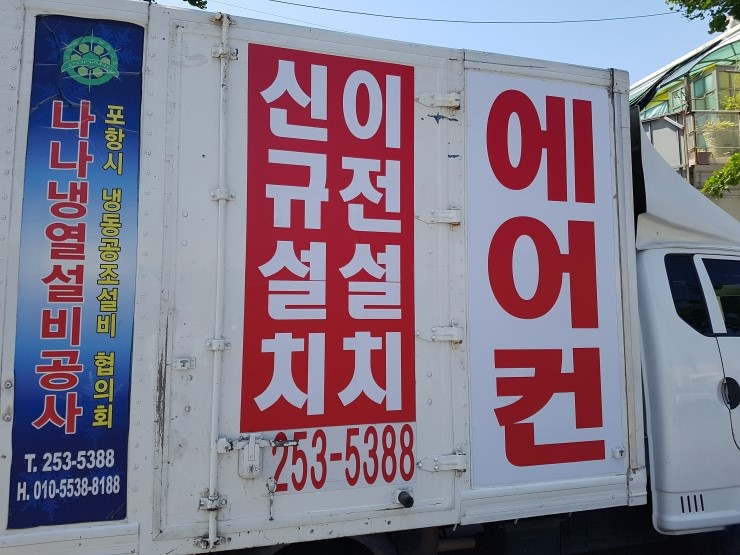 포항시 냉동공조설비 협의회
나나냉열설비공사
T. 253-5388
H. 010-5538-8188
이전설치
신규설치
253-5388
에어컨